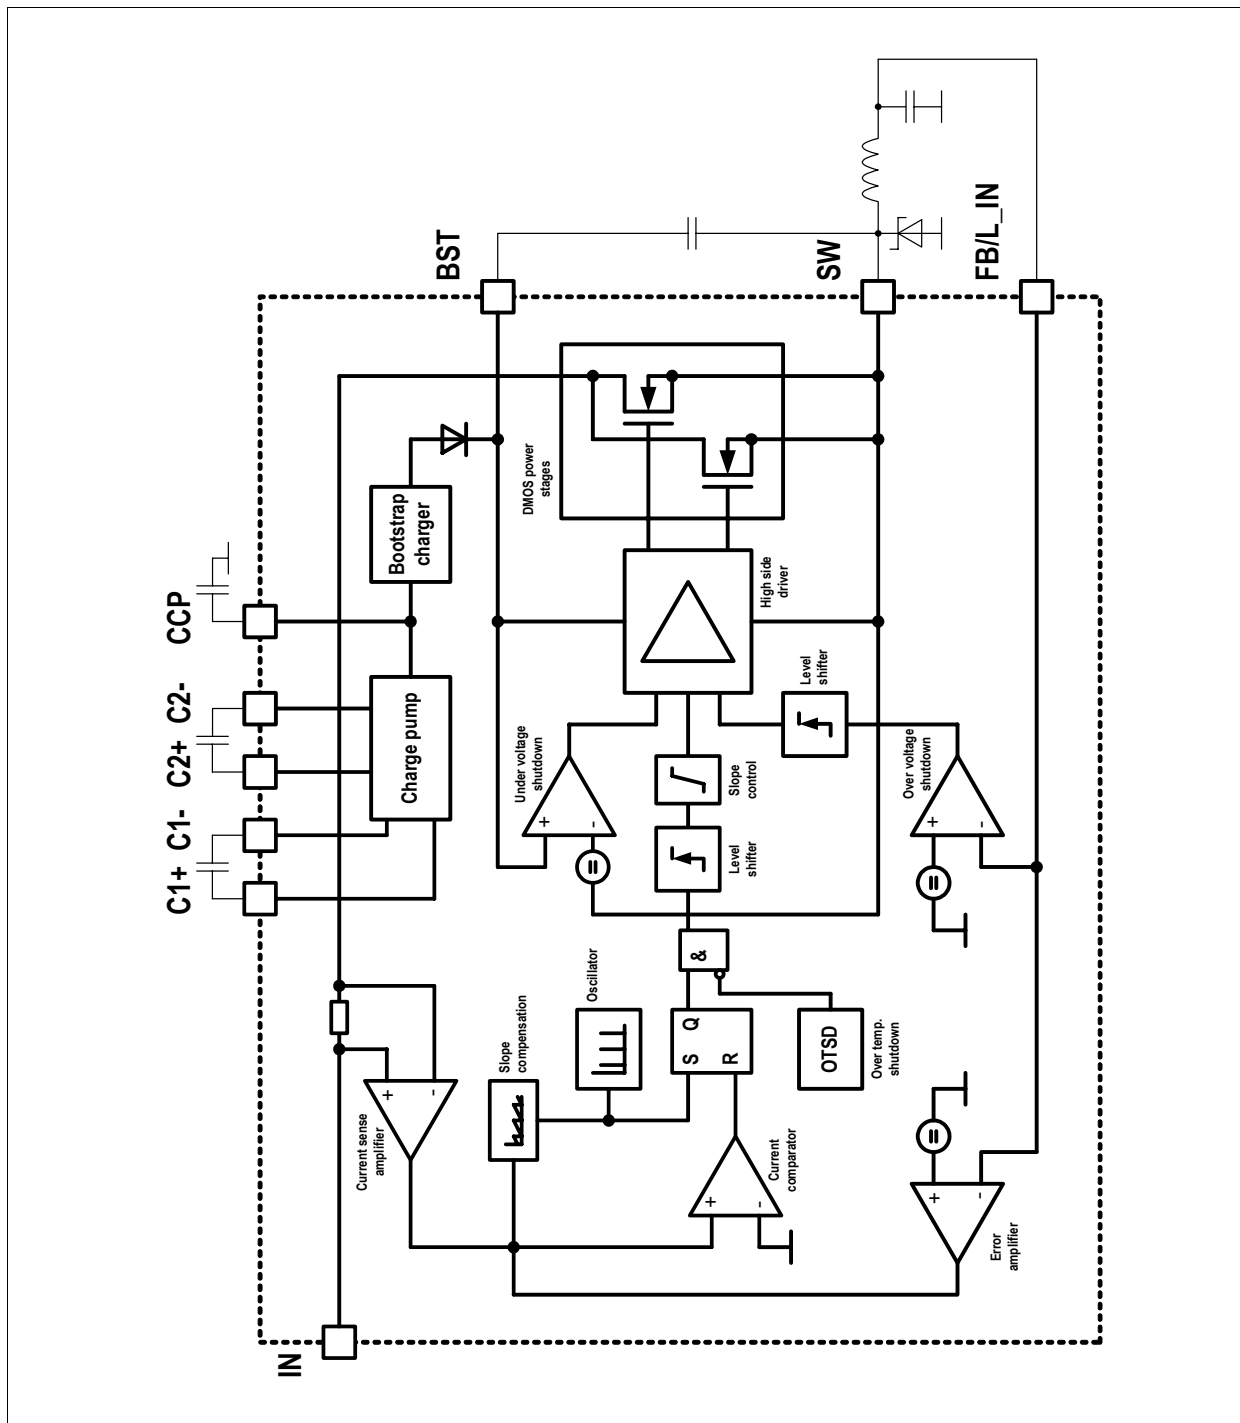 IN
C1+
C1-
C2+
C2-
CCP
BST
SW
FB/L_IN
Charge pump
Bootstrap
charger
DMOS power
stages
High side
driver
Under voltage
shutdown
+
-
=
Level
shifter
Slope
control
Level
shifter
Over voltage
shutdown
+
-
=
Current sense
amplifier
+
-
Slope
compensation
Oscillator
&
S
Q
R
OTSD
Over temp.
shutdown
Current
comparator
+
-
Error
amplifier
+
-
=